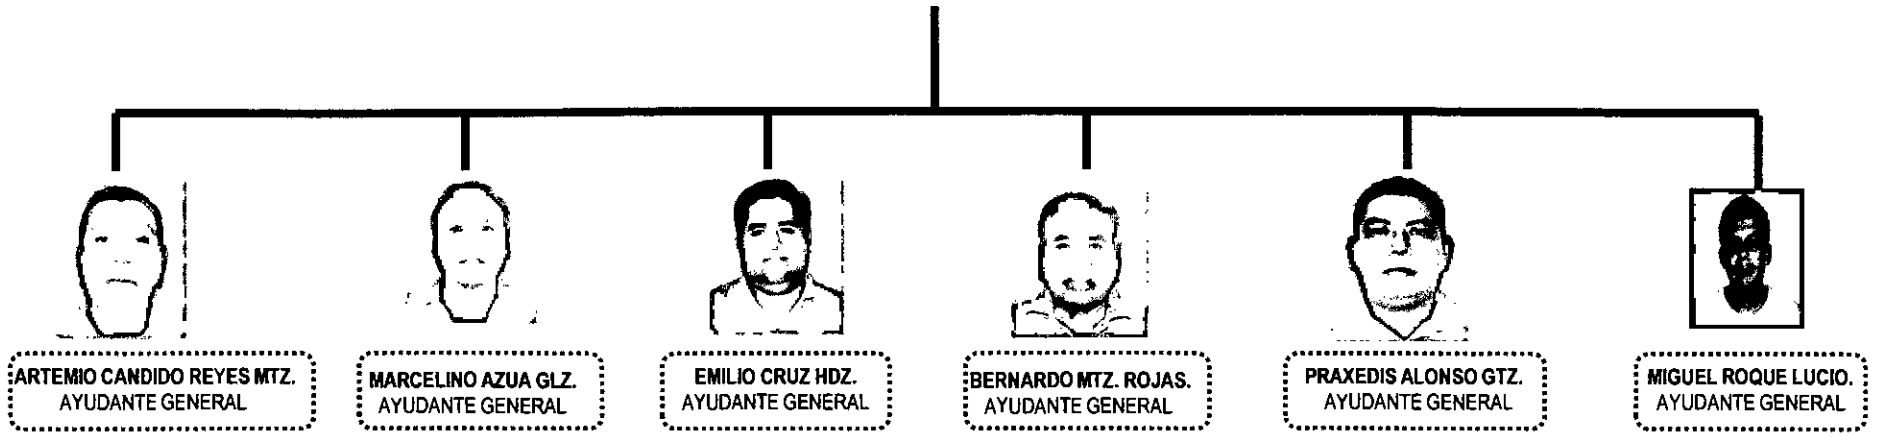 ARTEMIO CANDIDO REYES MTZ.
AYUDANTE GENERAL
MARCELINO AZUA GLZ.
AYUDANTE GENERAL
EMILIO CRUZ HDZ.
AYUDANTE GENERAL
BERNARDO MTZ. ROJAS.
AYUDANTE GENERAL
PRAXEDIS ALONSO GTZ.
AYUDANTE GENERAL
MIGUEL ROQUE LUCIO.
AYUDANTE GENERAL